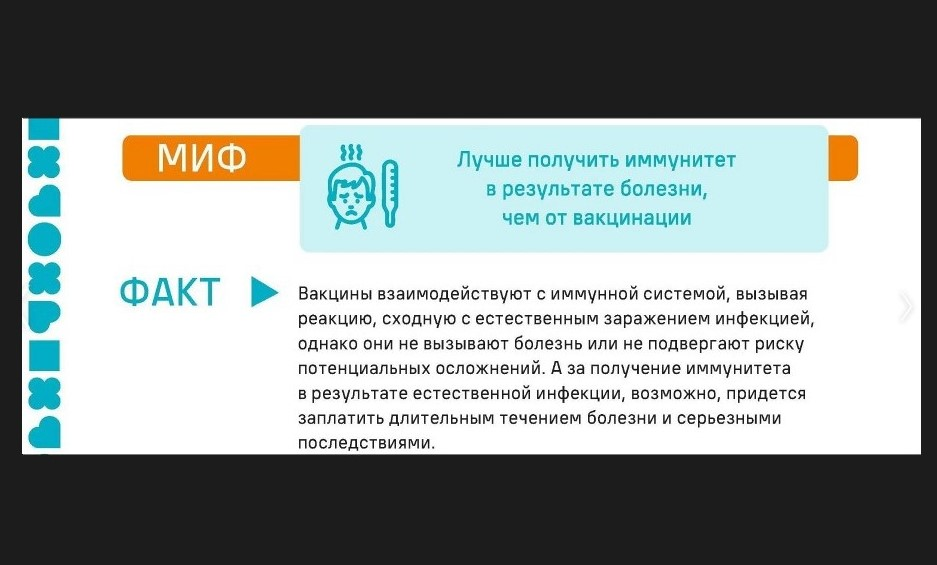 МИФ
Лучше получить иммунитет
в результате болезни,
чем от вакцинации
ФАКТ
Вакцины взаимодействуют с иммунной системой, вызывая
реакцию, сходную с естественным заражением инфекцией,
однако они не вызывают болезнь или не подвергают риску
потенциальных осложнений. А за получение иммунитета
в результате естественной инфекции, возможно, придется
заплатить длительным течением болезни и серьезными
последствиями.